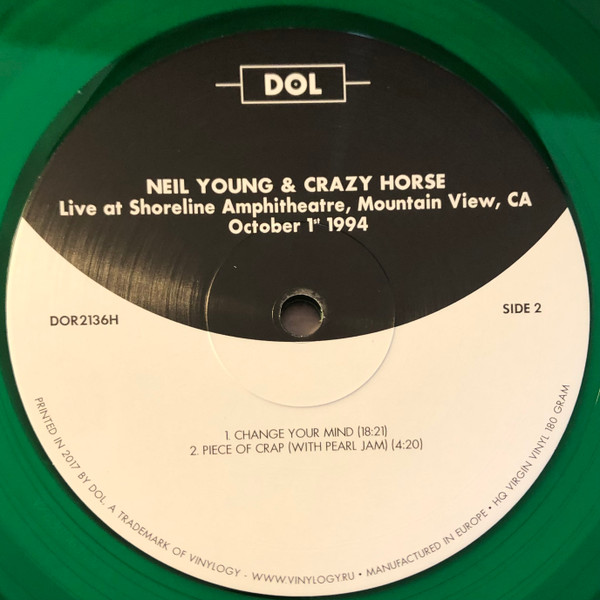 DOL
NEIL YOUNG & CRAZY HORSE
Live at Shoreline Amphitheatre, Mountain View, CA
October 1st 1994
DOR2136H
SIDE 2
1. CHANGE YOUR MIND (18:21)
2. PIECE OF CRAP (WITH PEARL JAM) (4:20)
PRINTED IN 2017 BY DOL. A TRADEMARK OF VINYLOGY - WWW.VINYLOGY.RU • MANUFACTURED IN EUROPE • HQ VIRGIN VINYL 180 GRAM